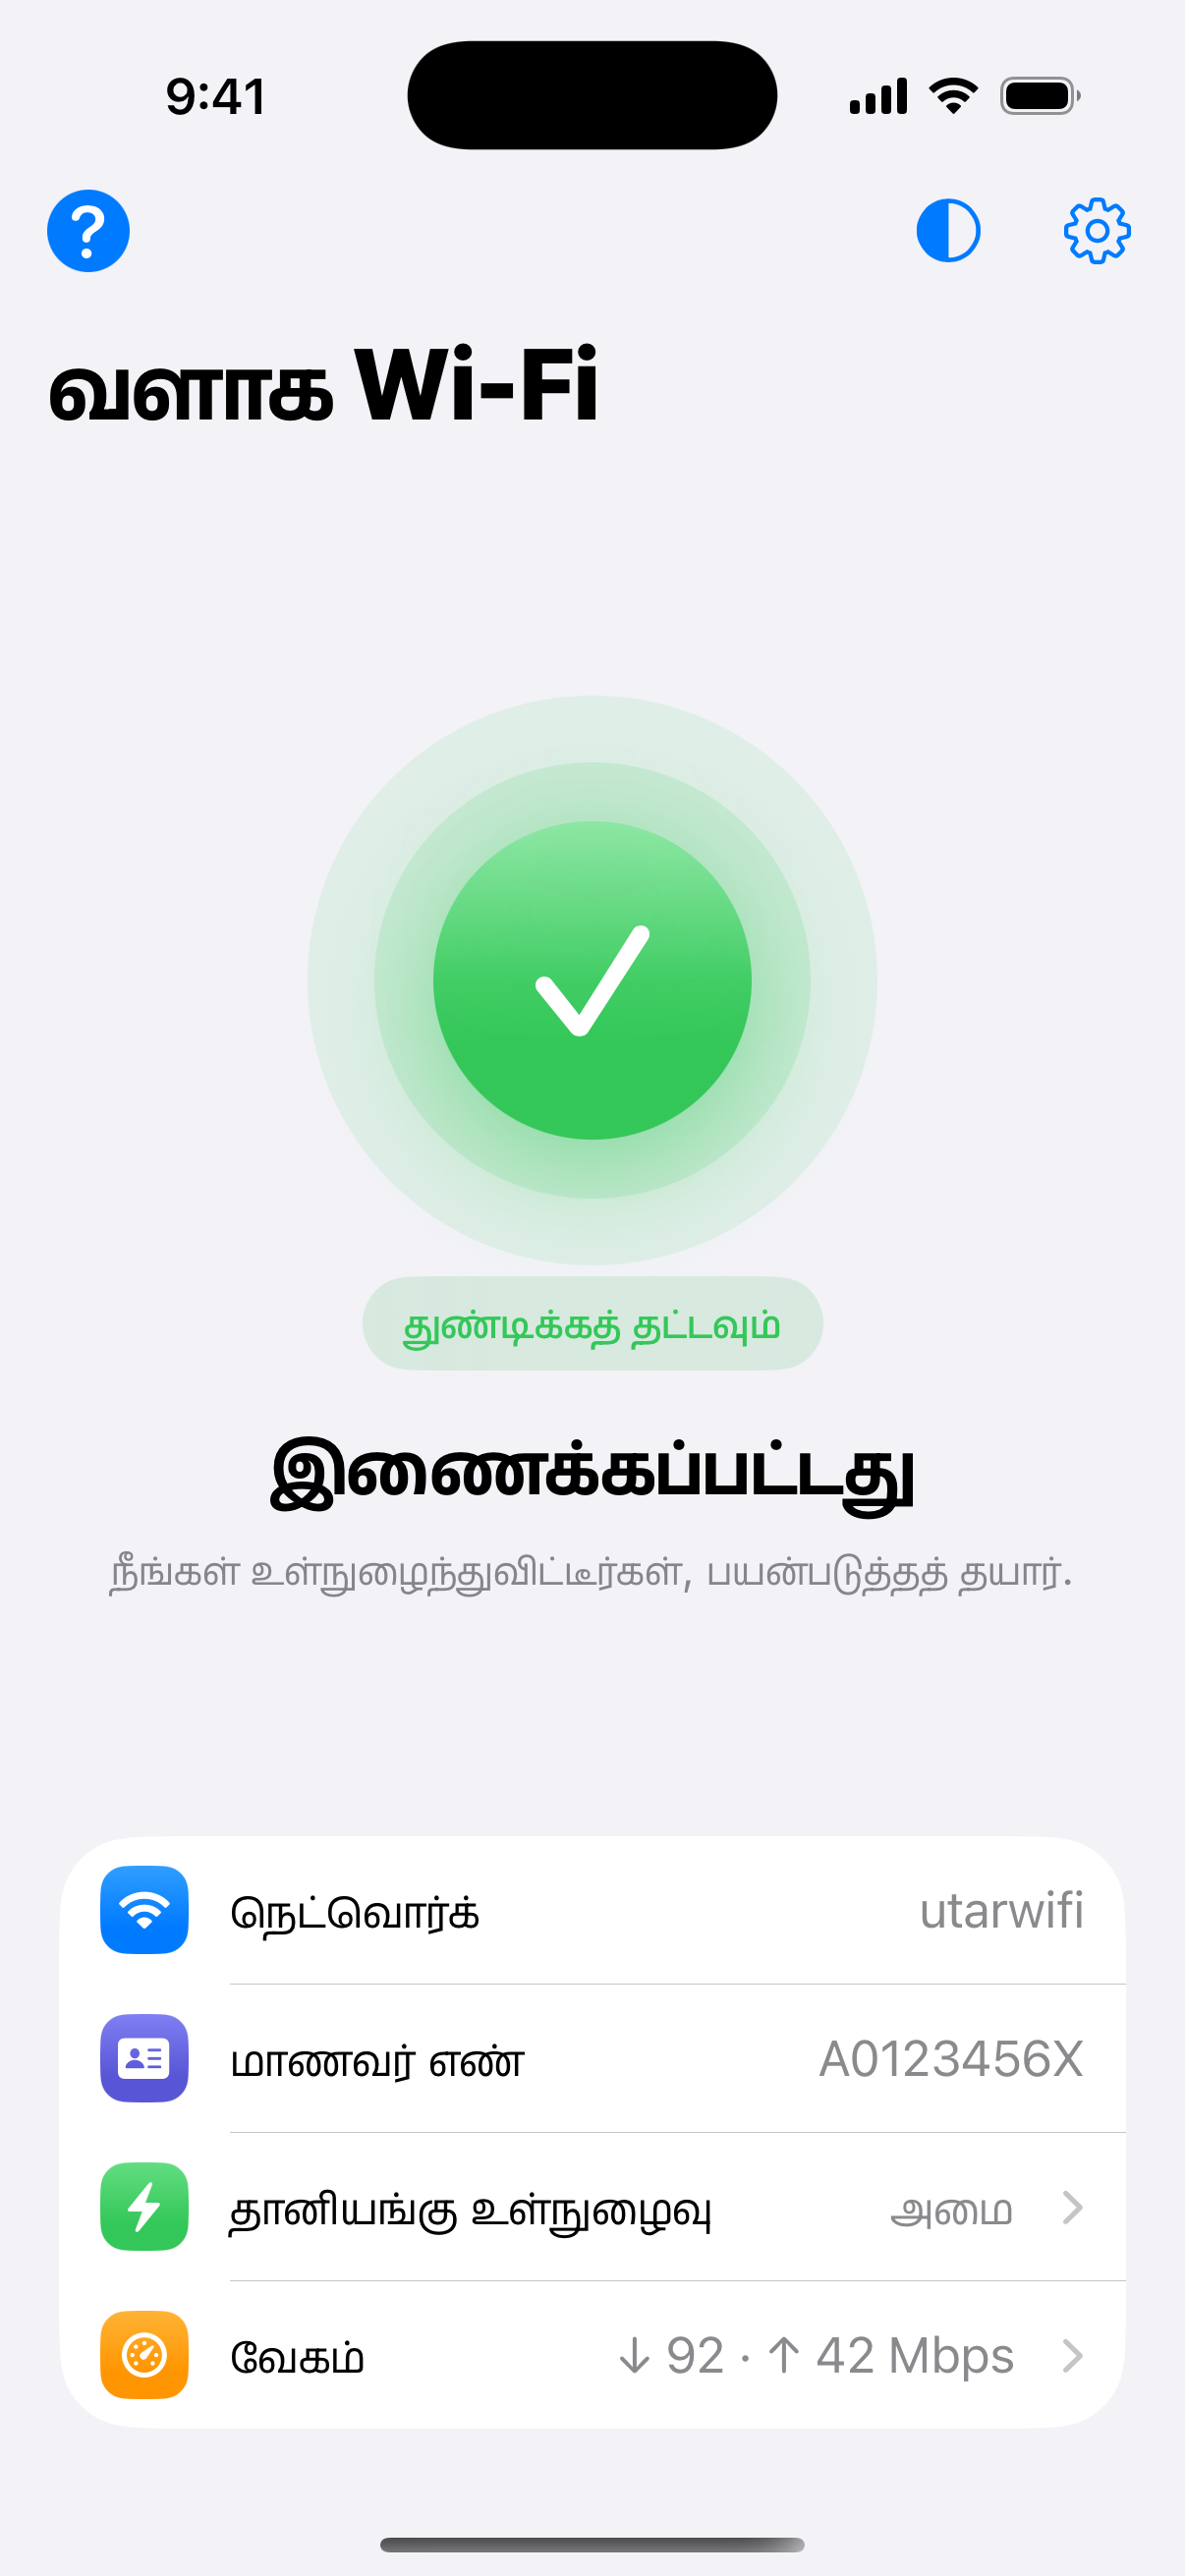 9:41
வளாக Wi-Fi
துண்டிக்கத் தட்டவும்
இணைக்கப்பட்டது
நீங்கள் உள்நுழைந்துவிட்டீர்கள், பயன்படுத்தத் தயார்.
நெட்வொர்க் utarwifi
மாணவர் எண் A0123456X
தானியங்கு உள்நுழைவு அமை
வேகம் ↓ 92 · ↑ 42 Mbps